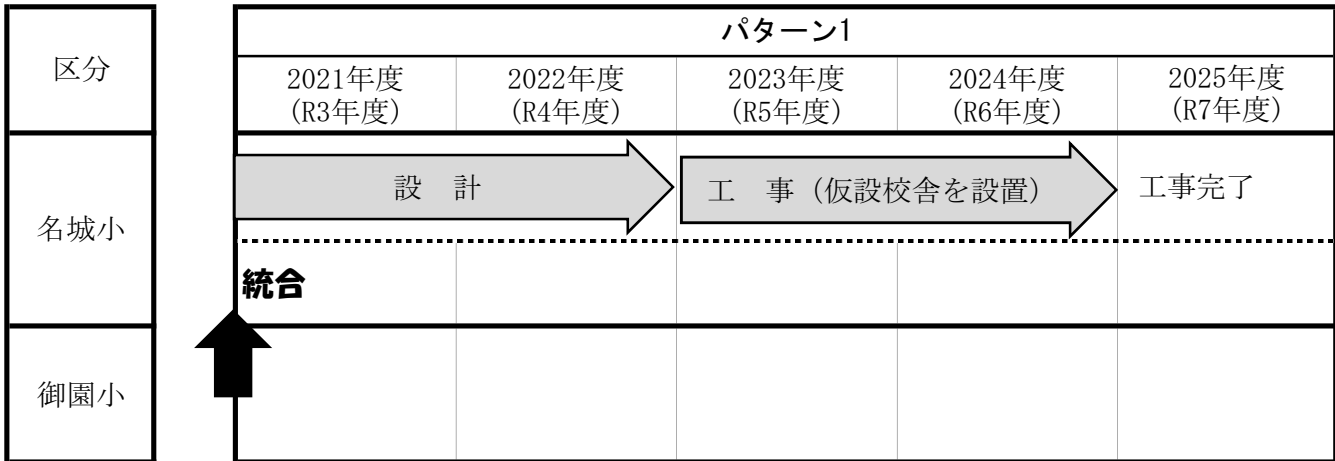 区分
パターン1
2021年度
(R3年度)
2022年度
(R4年度)
2023年度
(R5年度)
2024年度
(R6年度)
2025年度
(R7年度)
名城小
設　計
工　事（仮設校舎を設置）
工事完了
統合
御園小